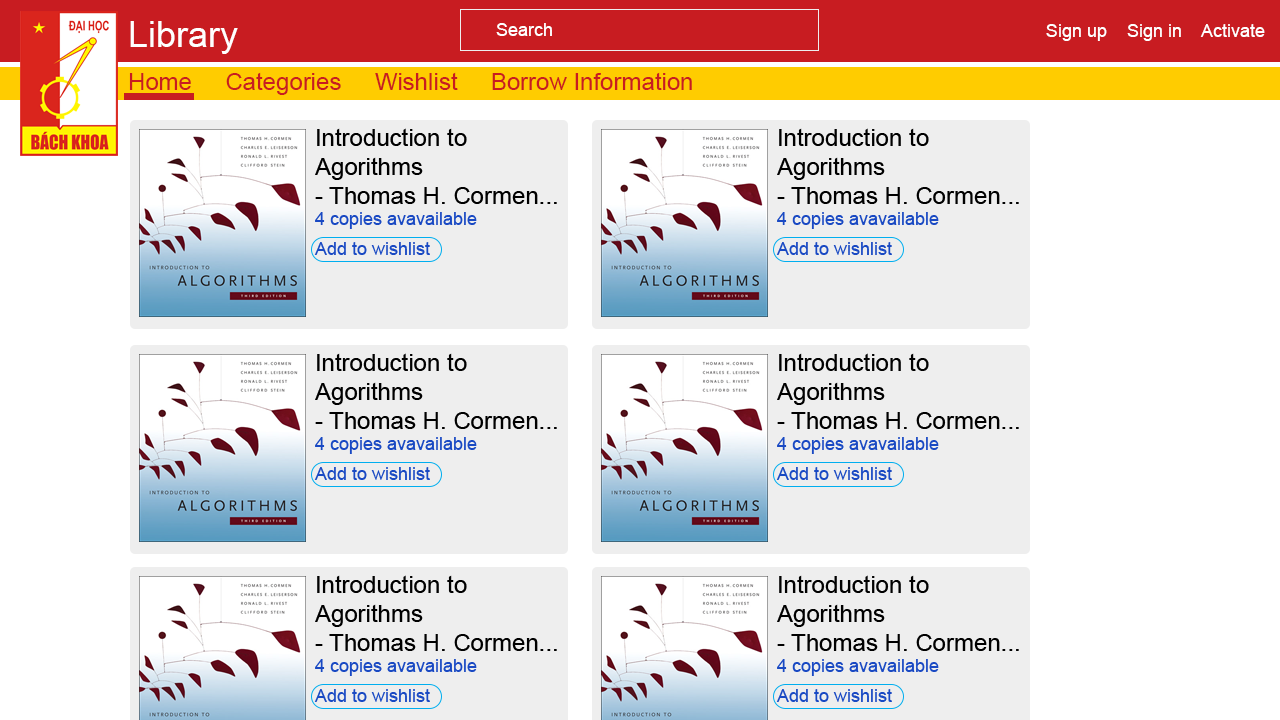 ĐẠI HỌC
BÁCH KHOA
Library
Search
Sign up
Sign in
Activate
Home
Categories
Wishlist
Borrow Information
THOMAS H. CORMEN
CHARLES E. LEISERSON
RONALD L. RIVEST
CLIFFORD STEIN
INTRODUCTION TO
ALGORITHMS
THIRD EDITION
Introduction to
Agorithms
- Thomas H. Cormen...
4 copies avavailable
Add to wishlist
THOMAS H. CORMEN
CHARLES E. LEISERSON
RONALD L. RIVEST
CLIFFORD STEIN
INTRODUCTION TO
ALGORITHMS
THIRD EDITION
Introduction to
Agorithms
- Thomas H. Cormen...
4 copies avavailable
Add to wishlist
THOMAS H. CORMEN
CHARLES E. LEISERSON
RONALD L. RIVEST
CLIFFORD STEIN
INTRODUCTION TO
ALGORITHMS
THIRD EDITION
Introduction to
Agorithms
- Thomas H. Cormen...
4 copies avavailable
Add to wishlist
THOMAS H. CORMEN
CHARLES E. LEISERSON
RONALD L. RIVEST
CLIFFORD STEIN
INTRODUCTION TO
ALGORITHMS
THIRD EDITION
Introduction to
Agorithms
- Thomas H. Cormen...
4 copies avavailable
Add to wishlist
THOMAS H. CORMEN
CHARLES E. LEISERSON
RONALD L. RIVEST
CLIFFORD STEIN
INTRODUCTION TO
Introduction to
Agorithms
- Thomas H. Cormen...
4 copies avavailable
Add to wishlist
THOMAS H. CORMEN
CHARLES E. LEISERSON
RONALD L. RIVEST
CLIFFORD STEIN
INTRODUCTION TO
Introduction to
Agorithms
- Thomas H. Cormen...
4 copies avavailable
Add to wishlist